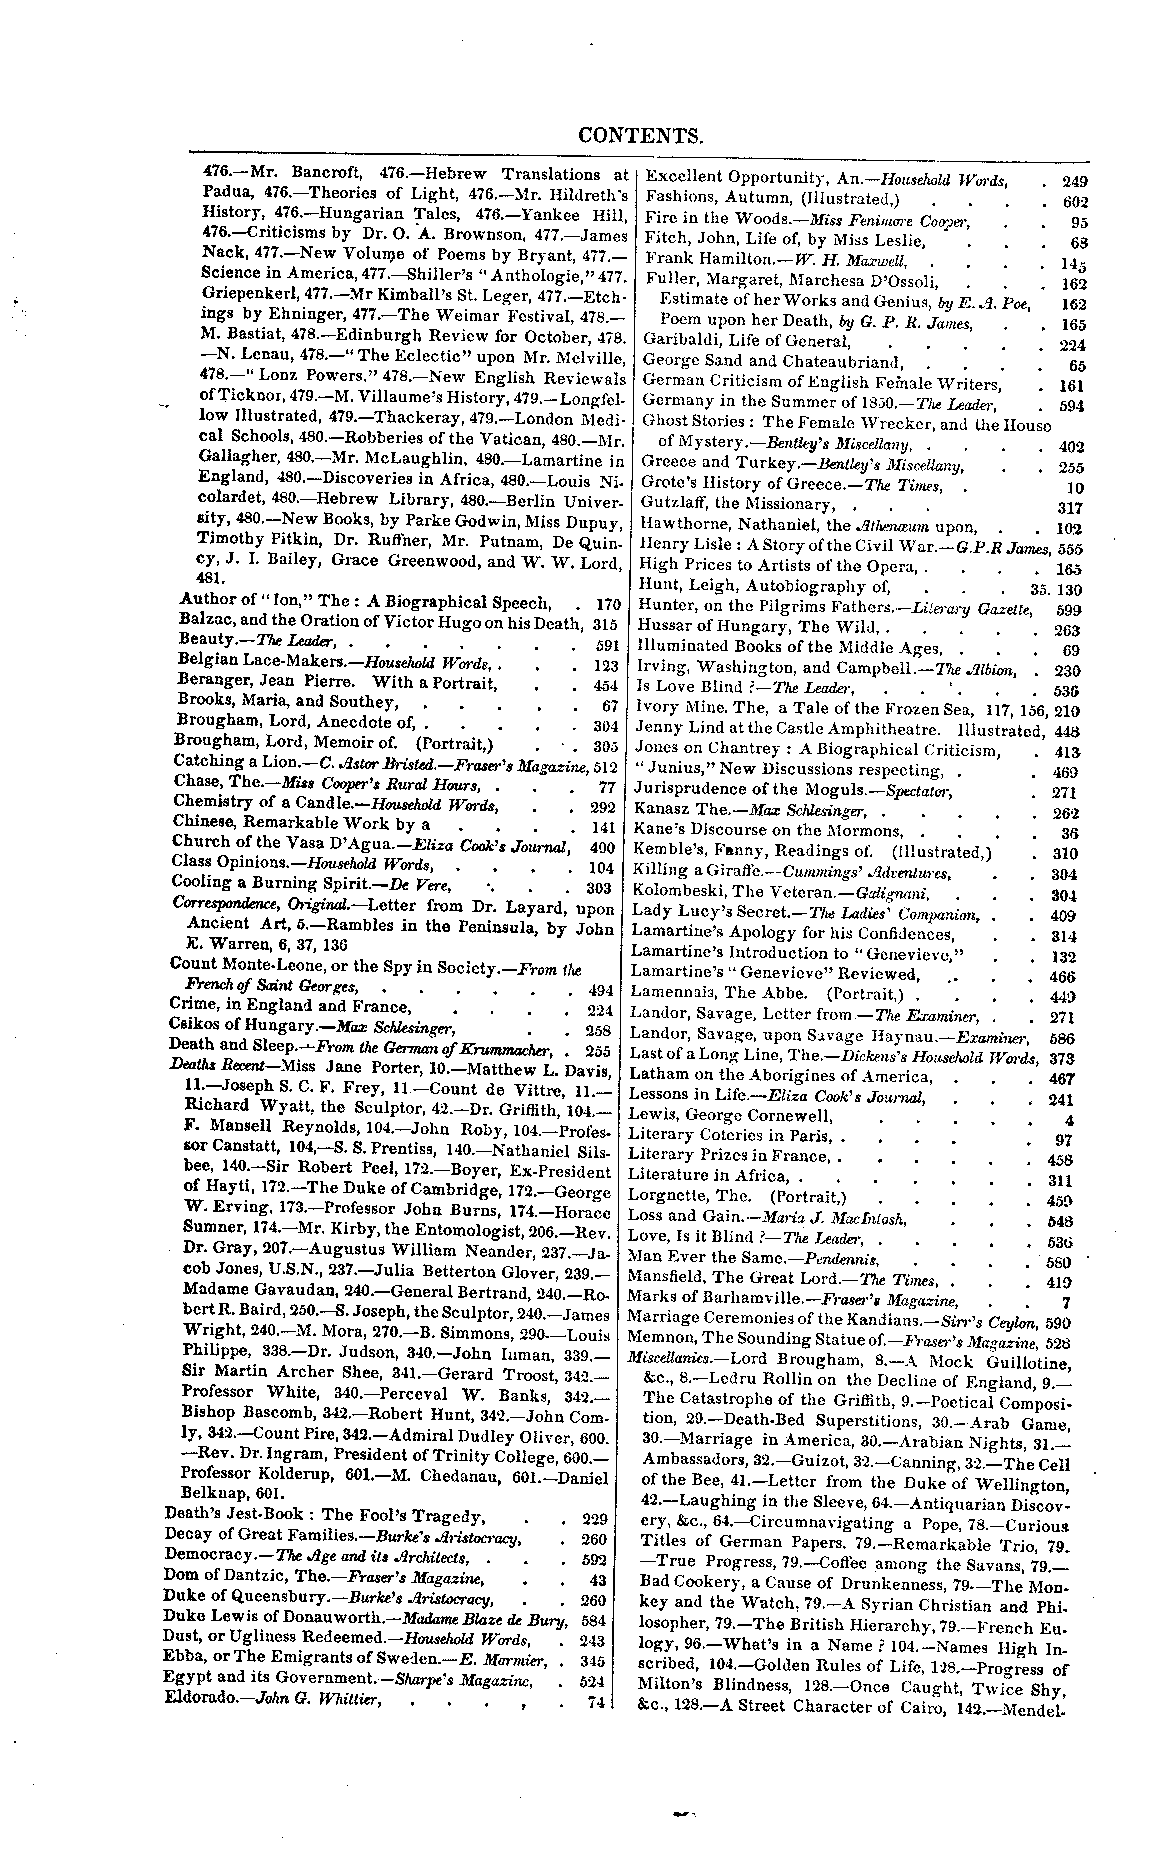 CONTENTS.
476.—Mr. Bancroft, 476.—Hebrew Translations at
Padua, 476.—Theories of Light, 476.—Mr. Hildreth's
History, 476.—Hungarian Tales, 476.—Yankee Hill,
476.—Criticisms by Dr. O. A. Brownson, 477.—James
Nack, 477.—New Volume of Poems by Bryant, 477.—
Science in America, 477.—Shiller's "Anthologie," 477.
Griepenkerl, 477.—Mr Kimball's St. Leger, 477.—Etch-
ings by Ehninger, 477.—The Weimar Festival, 478.—
M. Bastiat, 478.—Edinburgh Review for October, 478.
—N. Lenau, 478.—"The Eclectic" upon Mr. Melville,
478.—"Lonz Powers." 478.—New English Reviewals
of Ticknor, 479.—M. Villaume's History, 479.—Longfel-
low Illustrated, 479.—Thackeray, 479.—London Medi-
cal Schools, 480.—Robberies of the Vatican, 480.—Mr.
Gallagher, 480.—Mr. McLaughlin, 480.—Lamartine in
England, 480.—Discoveries in Africa, 480.—Louis Ni-
colardet, 480.—Hebrew Library, 480.—Berlin Univer-
sity, 480.—New Books, by Parke Godwin, Miss Dupuy,
Timothy Pitkin, Dr. Ruffner, Mr. Putnam, De Quin-
cy, J. I. Bailey, Grace Greenwood, and W. W. Lord,
481.
Author of "Ion," The : A Biographical Speech, . 170
Balzac, and the Oration of Victor Hugo on his Death, 315
Beauty.—The Leader, . . . . . . . 591
Belgian Lace-Makers.—Household Words, . . . 123
Beranger, Jean Pierre. With a Portrait, . . 454
Brooks, Maria, and Southey, . . . . . 67
Brougham, Lord, Anecdote of, . . . . . 304
Brougham, Lord, Memoir of. (Portrait,) . . . 305
Catching a Lion.—C. Astor Bristed.—Fraser's Magazine, 512
Chase, The.—Miss Cooper's Rural Hours, . . . 77
Chemistry of a Candle.—Household Words, . . 292
Chinese, Remarkable Work by a . . . . 141
Church of the Vasa D'Agua.—Eliza Cook's Journal, 400
Class Opinions.—Household Words, . . . . 104
Cooling a Burning Spirit.—De Vere, . . . 303
Correspondence, Original.—Letter from Dr. Layard, upon
Ancient Art, 5.—Rambles in the Peninsula, by John
E. Warren, 6, 37, 136
Count Monte-Leone, or the Spy in Society.—From the
French of Saint Georges, . . . . . . 494
Crime, in England and France, . . . . 224
Csikos of Hungary.—Max Schlesinger, . . 258
Death and Sleep.—From the German of Krummacher, . 255
Deaths Recent—Miss Jane Porter, 10.—Matthew L. Davis,
11.—Joseph S. C. F. Frey, 11.—Count de Vittre, 11.—
Richard Wyatt, the Sculptor, 42.—Dr. Griffith, 104.—
F. Mansell Reynolds, 104.—John Roby, 104.—Profes-
sor Canstatt, 104,—S. S. Prentiss, 140.—Nathaniel Sils-
bee, 140.—Sir Robert Peel, 172.—Boyer, Ex-President
of Hayti, 172.—The Duke of Cambridge, 172.—George
W. Erving, 173.—Professor John Burns, 174.—Horace
Sumner, 174.—Mr. Kirby, the Entomologist, 206.—Rev.
Dr. Gray, 207.—Augustus William Neander, 237.—Ja-
cob Jones, U.S.N., 237.—Julia Betterton Glover, 239.—
Madame Gavaudan, 240.—General Bertrand, 240.—Ro-
bert R. Baird, 250.—S. Joseph, the Sculptor, 240.—James
Wright, 240.—M. Mora, 270.—B. Simmons, 290.—Louis
Philippe, 338.—Dr. Judson, 340.—John Inman, 339.—
Sir Martin Archer Shee, 341.—Gerard Troost, 342.—
Professor White, 340.—Perceval W. Banks, 342.—
Bishop Bascomb, 342.—Robert Hunt, 342.—John Com-
ly, 342.—Count Pire, 342.—Admiral Dudley Oliver, 600.
—Rev. Dr. Ingram, President of Trinity College, 600.—
Professor Kolderup, 601.—M. Chedanau, 601.—Daniel
Belknap, 601.
Death's Jest-Book : The Fool's Tragedy, . . 229
Decay of Great Families.—Burke's Aristocracy, . 260
Democracy.—The Age and its Architects, . . . 592
Dom of Dantzic, The.—Fraser's Magazine, . . 43
Duke of Queensbury.—Burke's Aristocracy, . . 260
Duke Lewis of Donauworth.—Madame Blaze de Bury, 584
Dust, or Ugliness Redeemed.—Household Words, . 243
Ebba, or The Emigrants of Sweden.—E. Marmier, . 345
Egypt and its Government.—Sharpe's Magazine, . 524
Eldorado.—John G. Whittier, . . . , . 74
Excellent Opportunity, An.—Household Words, . 249
Fashions, Autumn, (Illustrated,) . . . . 602
Fire in the Woods.—Miss Fenimore Cooper, . . 95
Fitch, John, Life of, by Miss Leslie, . . . 68
Frank Hamilton.—W. H. Maxwell, . . . . 145
Fuller, Margaret, Marchesa D'Ossoli, . . . 162
Estimate of her Works and Genius, by E. A. Poe, 162
Poem upon her Death, by G. P. R. James, . . 165
Garibaldi, Life of General, . . . . . 224
George Sand and Chateaubriand, . . . . 65
German Criticism of English Female Writers, . 161
Germany in the Summer of 1850.—The Leader, . 594
Ghost Stories : The Female Wrecker, and the House
of Mystery.—Bentley's Miscellany, . . . . 402
Greece and Turkey.—Bentley's Miscellany, . . 255
Grote's History of Greece.—The Times, . 10
Gutzlaff, the Missionary, . . . 317
Hawthorne, Nathaniel, the Athenæum upon, . . 102
Henry Lisle : A Story of the Civil War.—G.P.R James, 555
High Prices to Artists of the Opera, . . . . 165
Hunt, Leigh, Autobiography of, . . . 35. 130
Hunter, on the Pilgrims Fathers.—Literary Gazette, 599
Hussar of Hungary, The Wild, . . . . . 263
Illuminated Books of the Middle Ages, . . . 69
Irving, Washington, and Campbell.—The Albion, . 230
Is Love Blind ?—The Leader, . . . . . 536
Ivory Mine. The, a Tale of the Frozen Sea, 117, 156, 210
Jenny Lind at the Castle Amphitheatre. Illustrated, 448
Jones on Chantrey : A Biographical Criticism, . 413
"Junius," New Discussions respecting, . . 469
Jurisprudence of the Moguls.—Spectator, . 271
Kanasz The.—Max Schlesinger, . . . . . 262
Kane's Discourse on the Mormons, . . . . 36
Kemble's, Fanny, Readings of. (Illustrated,) . 310
Killing a Giraffe.—Cummings' Adventures, . . 304
Kolombeski, The Veteran.—Galignani, . . . 304
Lady Lucy's Secret.—The Ladies' Companion, . . 409
Lamartine's Apology for his Confidences, . . 314
Lamartine's Introduction to "Genevieve," . . 132
Lamartine's "Genevieve" Reviewed, . . . 466
Lamennais, The Abbe. (Portrait,) . . . . 449
Landor, Savage, Letter from.—The Examiner, . . 271
Landor, Savage, upon Savage Haynau.—Examiner, 586
Last of a Long Line, The.—Dickens's Household Words, 373
Latham on the Aborigines of America, . . . 467
Lessons in Life.—Eliza Cook's Journal, . . . 241
Lewis, George Cornewell, . . . . . 4
Literary Coteries in Paris, . . . . . 97
Literary Prizes in France, . . . . . . 458
Literature in Africa, . . . . . . . 311
Lorgnette, The. (Portrait,) . . . . . 459
Loss and Gain.—Maria J. MacIntosh, . . . 548
Love, Is it Blind ?—The Leader, . . . . . 536
Man Ever the Same.—Pendennis, . . . . 580
Mansfield, The Great Lord.—The Times, . . . 419
Marks of Barhamville.—Fraser's Magazine, . . 7
Marriage Ceremonies of the Kandians.—Sirr's Ceylon, 590
Memnon, The Sounding Statue of.—Fraser's Magazine, 528
Miscellanies.—Lord Brougham, 8.—A Mock Guillotine,
&c., 8.—Ledru Rollin on the Decline of England, 9.—
The Catastrophe of the Griffith, 9.—Poetical Composi-
tion, 29.—Death-Bed Superstitions, 30.—Arab Game,
30.—Marriage in America, 30.—Arabian Nights, 31.—
Ambassadors, 32.—Guizot, 32.—Canning, 32.—The Cell
of the Bee, 41.—Letter from the Duke of Wellington,
42.—Laughing in the Sleeve, 64.—Antiquarian Discov-
ery, &c., 64.—Circumnavigating a Pope, 78.—Curious
Titles of German Papers. 79.—Remarkable Trio, 79.
—True Progress, 79.—Coffee among the Savans, 79.—
Bad Cookery, a Cause of Drunkenness, 79.—The Mon-
key and the Watch, 79.—A Syrian Christian and Phi-
losopher, 79.—The British Hierarchy, 79.—French Eu-
logy, 96.—What's in a Name ? 104.—Names High In-
scribed, 104.—Golden Rules of Life, 128.—Progress of
Milton's Blindness, 128.—Once Caught, Twice Shy,
&c., 128.—A Street Character of Cairo, 142.—Mendel-